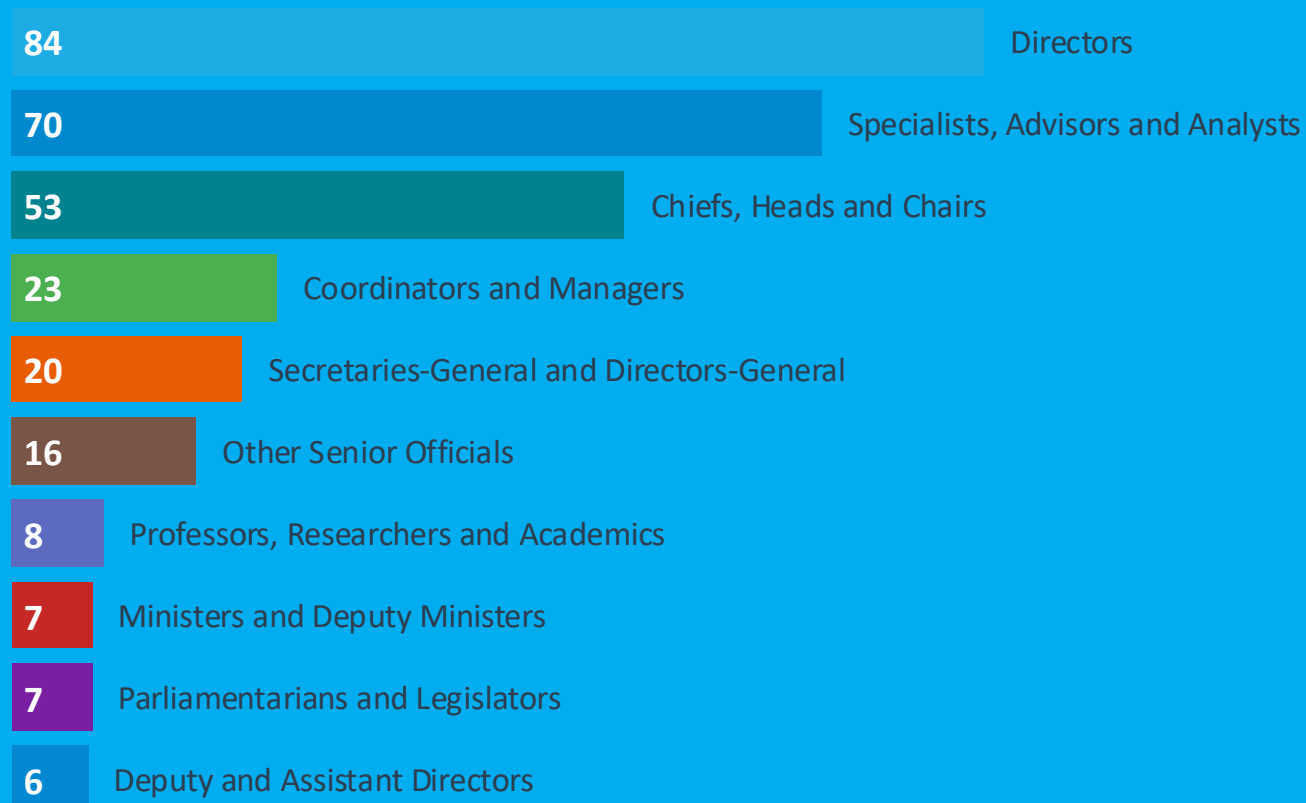 84 Directors
70 Specialists, Advisors and Analysts
53 Chiefs, Heads and Chairs
23 Coordinators and Managers
20 Secretaries-General and Directors-General
16 Other Senior Officials
8 Professors, Researchers and Academics
7 Ministers and Deputy Ministers
7 Parliamentarians and Legislators
6 Deputy and Assistant Directors